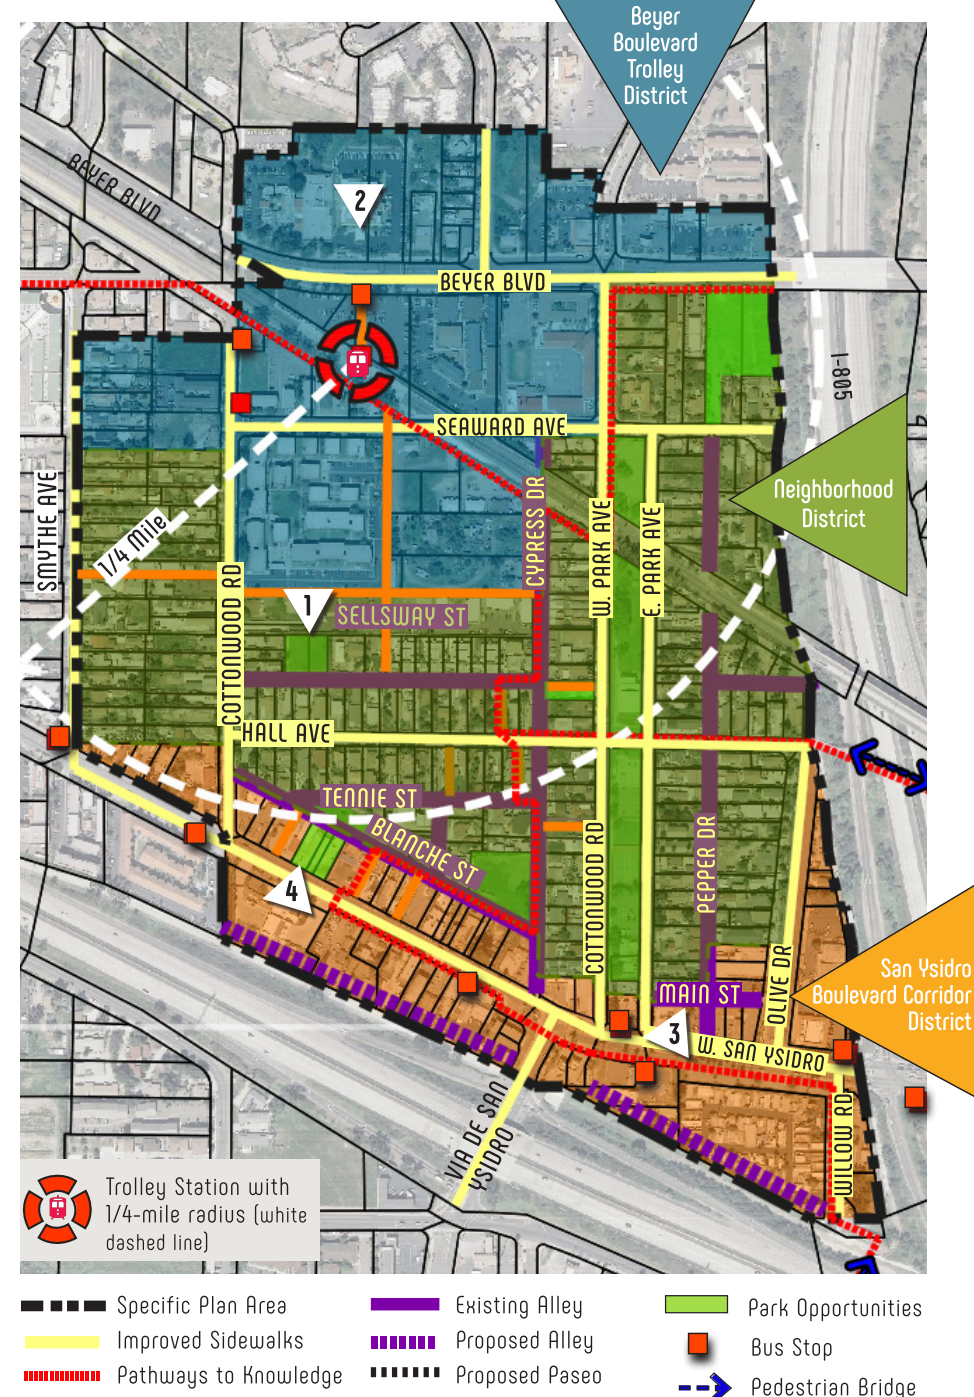 Beyer
Boulevard
Trolley
District
BEYER BLVD
2
BEYER BLVD
I-805
SEAWARD AVE
Neighborhood
District
SMYTHE AVE
1/4 Mile
CYPRESS DR
W. PARK AVE
E. PARK AVE
COTTONWOOD RD
1
SELLSWAY ST
HALL AVE
TENNIE ST
BLANCHE ST
COTTONWOOD RD
PEPPER DR
4
OLIVE DR
San Ysidro
Boulevard Corridor
District
MAIN ST
3
W. SAN YSIDRO
VIA DE SAN
YSIDRO
WILLOW RD
Trolley Station with
1/4-mile radius (white
dashed line)
Specific Plan Area
Existing Alley
Park Opportunities
Improved Sidewalks
Proposed Alley
Bus Stop
Pathways to Knowledge
Proposed Paseo
Pedestrian Bridge